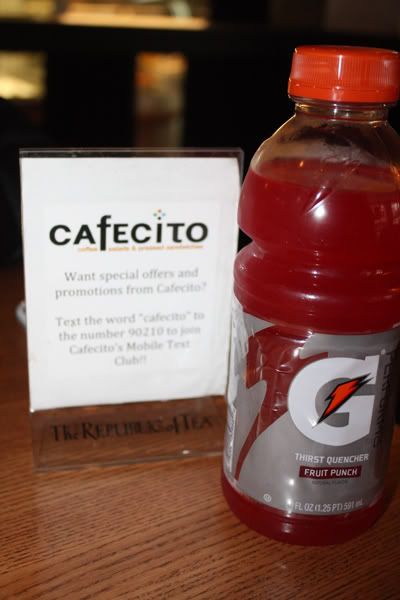 CAFECITO
coffee salads & pressed sandwiches
Want special offers and
promotions from Cafecito?
Text the word "cafecito" to
the number 90210 to join
Cafecito's Mobile Text
Club!!
The REPUBLIC of TEA
G
THIRST QUENCHER
FRUIT PUNCH
NATURAL FLAVOR
FL OZ (1.25 PT) 591 mL